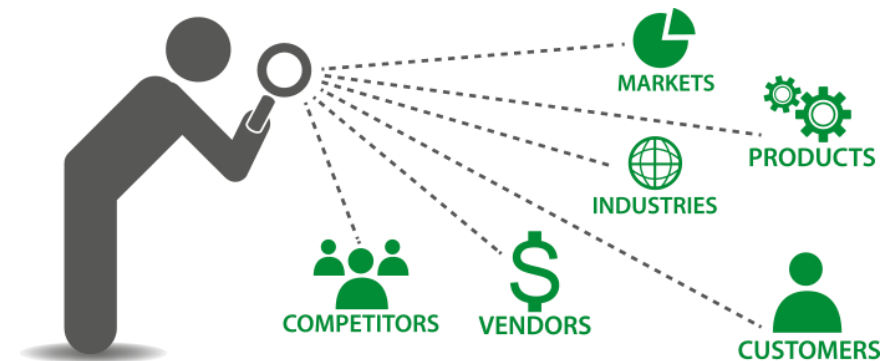 MARKETS
PRODUCTS
INDUSTRIES
COMPETITORS
VENDORS
CUSTOMERS